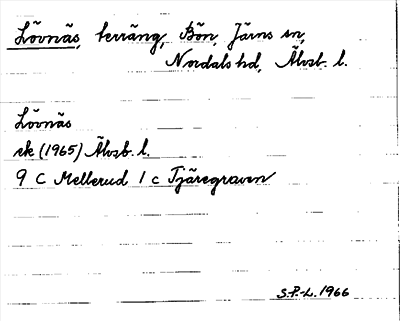 Lövnäs, terräng, Bön, Järns sn,
Nordals hd, Älvsb. l.
Lövnäs
ek (1965) Älvsb. l.
9 C Mellerud 1 c Tjäregraven
S.P.-L. 1966